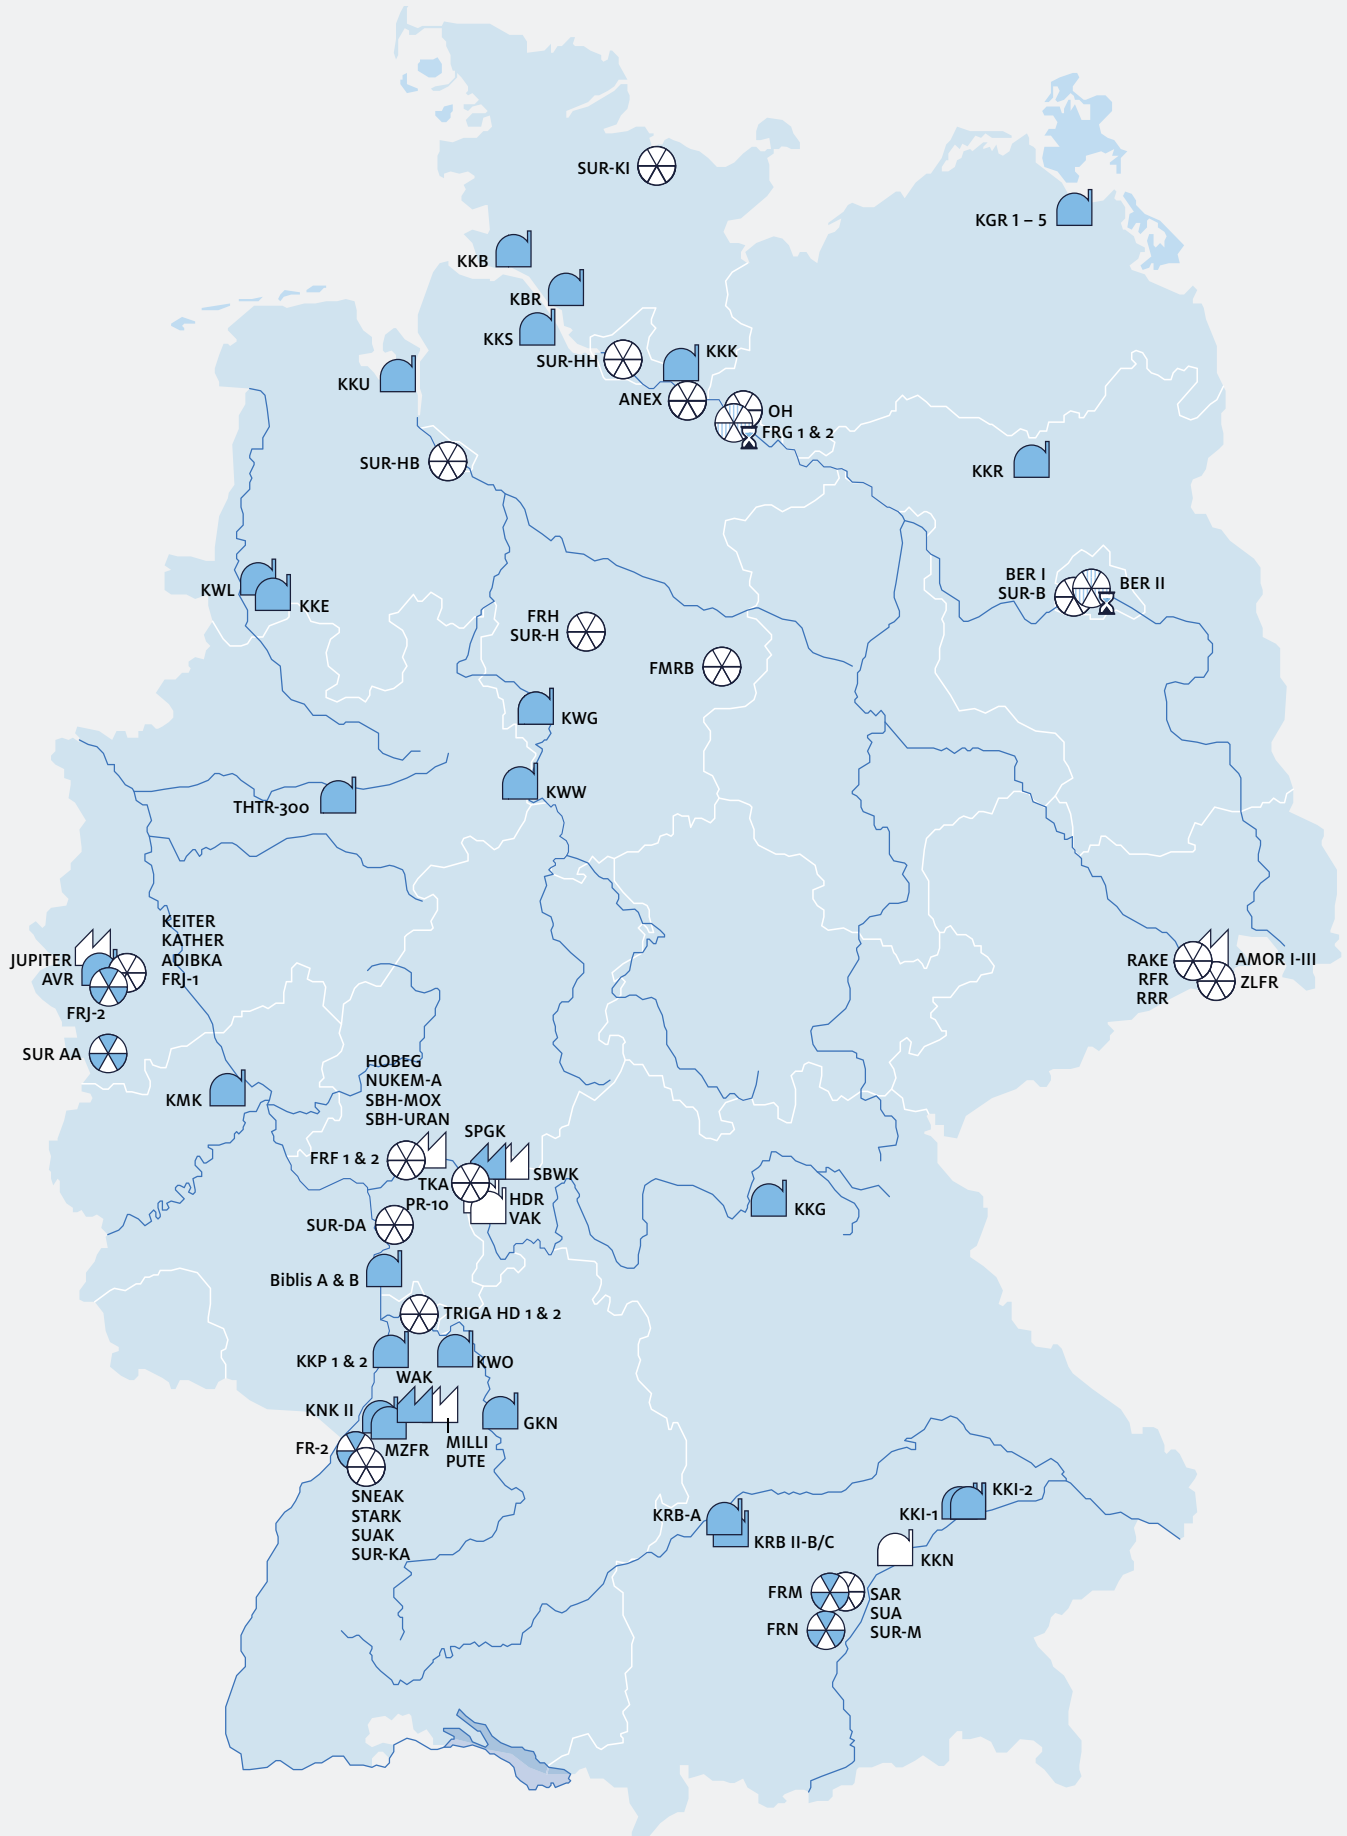 SUR-KI
KGR 1 – 5
KKB
KBR
KKS
SUR-HH
KKK
KKU
ANEX
OH
FRG 1 & 2
SUR-HB
KKR
KWL
KKE
BER I
SUR-B
BER II
FRH
SUR-H
FMRB
KWG
KWW
THTR-300
KEITER
KATHER
ADIBKA
FRJ-1
JUPITER
AVR
FRJ-2
RAKE
RFR
RRR
AMOR I-III
ZLFR
SUR AA
KMK
HOBEG
NUKEM-A
SBH-MOX
SBH-URAN
SPGK
FRF 1 & 2
SBWK
TKA
PR-10
HDR
VAK
KKG
SUR-DA
Biblis A & B
TRIGA HD 1 & 2
KKP 1 & 2
KWO
WAK
KNK II
GKN
FR-2
MZFR
MILLI
PUTE
SNEAK
STARK
SUAK
SUR-KA
KRB-A
KRB II-B/C
KKI-2
KKI-1
KKN
FRM
SAR
SUA
SUR-M
FRN